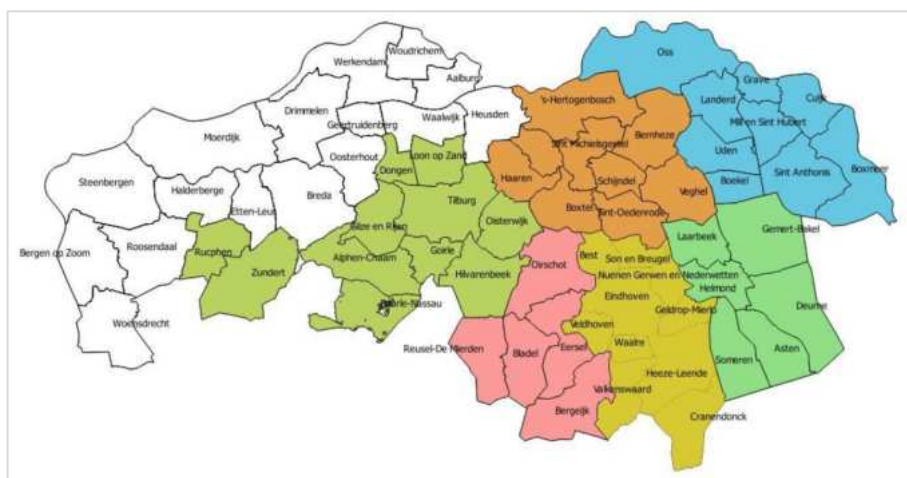 Woudrichem
Werkendam
Aalburg
Oss
Grave
's-Hertogenbosch
Landerd
Cuijk
Drimmelen
Geertruidenberg
Waalwijk
Heusden
Moerdijk
Mill en Sint Hubert
Bernheze
Sint Michielsgestel
Oosterhout
Loon op Zand
Uden
Dongen
Steenbergen
Halderberge
Haaren
Schijndel
Boekel
Sint Anthonis
Boxmeer
Etten-Leur
Breda
Tilburg
Veghel
Boxtel
Sint-Oedenrode
Gilze en Rijen
Oisterwijk
Laarbeek
Gemert-Bakel
Bergen op Zoom
Roosendaal
Rucphen
Goirle
Alphen-Chaam
Oirschot
Best
Son en Breugel
Zundert
Hilvarenbeek
Nuenen Gerwen en Nederwetten
Helmond
Eindhoven
Baarle-Nassau
Geldrop-Mierlo
Deurne
Woensdrecht
Veldhoven
Waalre
Asten
Reusel-De Mierden
Bladel
Eersel
Someren
Heeze-Leende
Valkenswaard
Bergeijk
Cranendonck